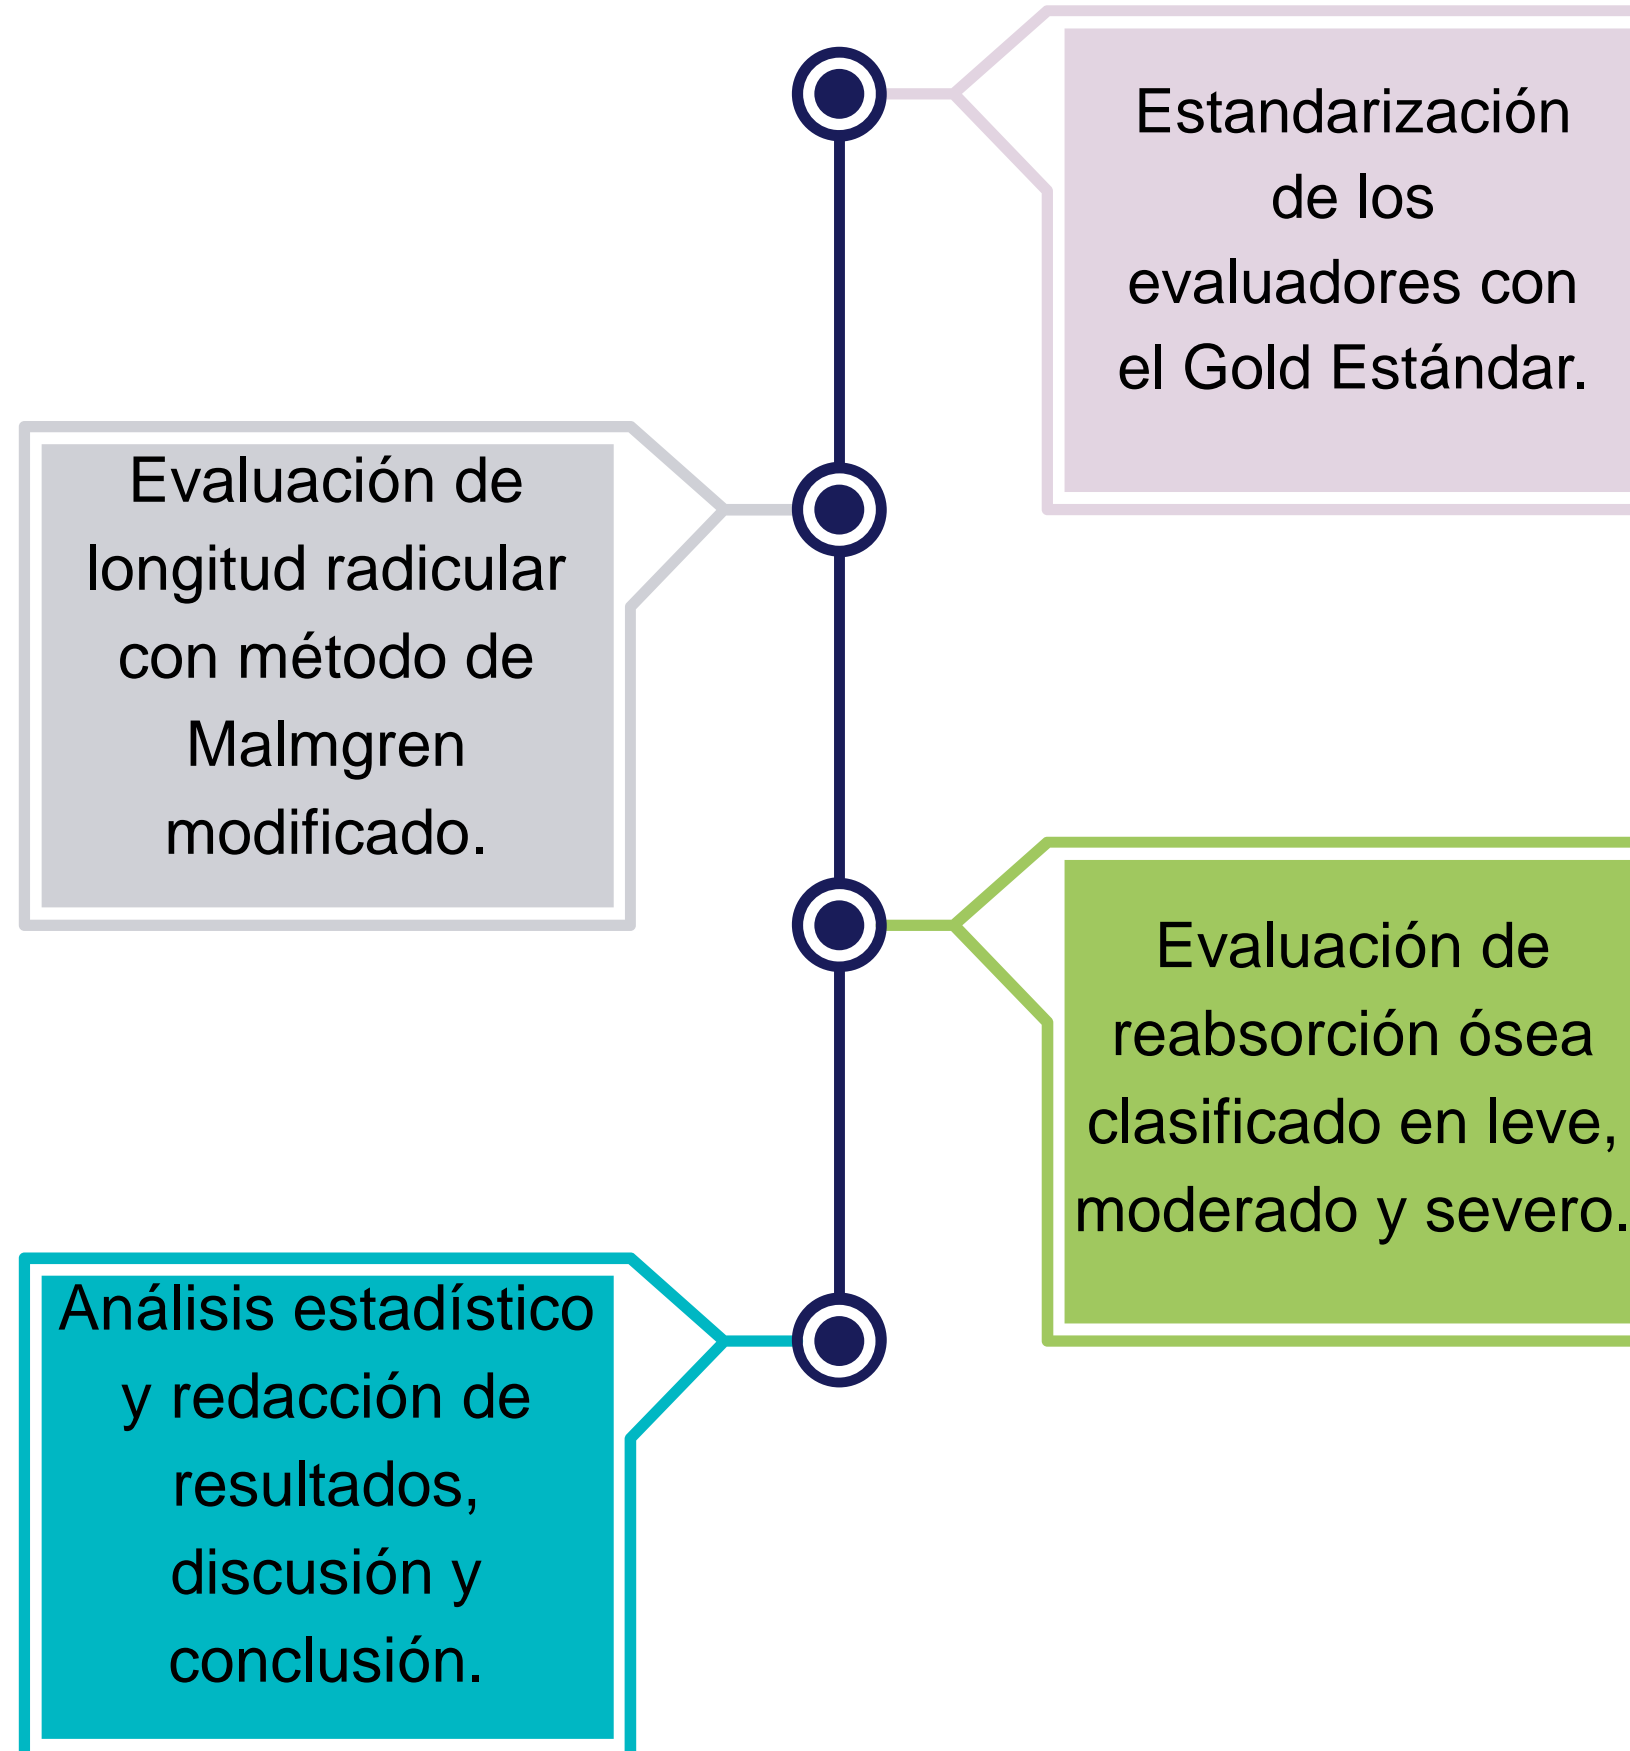 Estandarización
de los
evaluadores con
el Gold Estándar.
Evaluación de
longitud radicular
con método de
Malmgren
modificado.
Evaluación de
reabsorción ósea
clasificado en leve,
moderado y severo.
Análisis estadístico
y redacción de
resultados,
discusión y
conclusión.